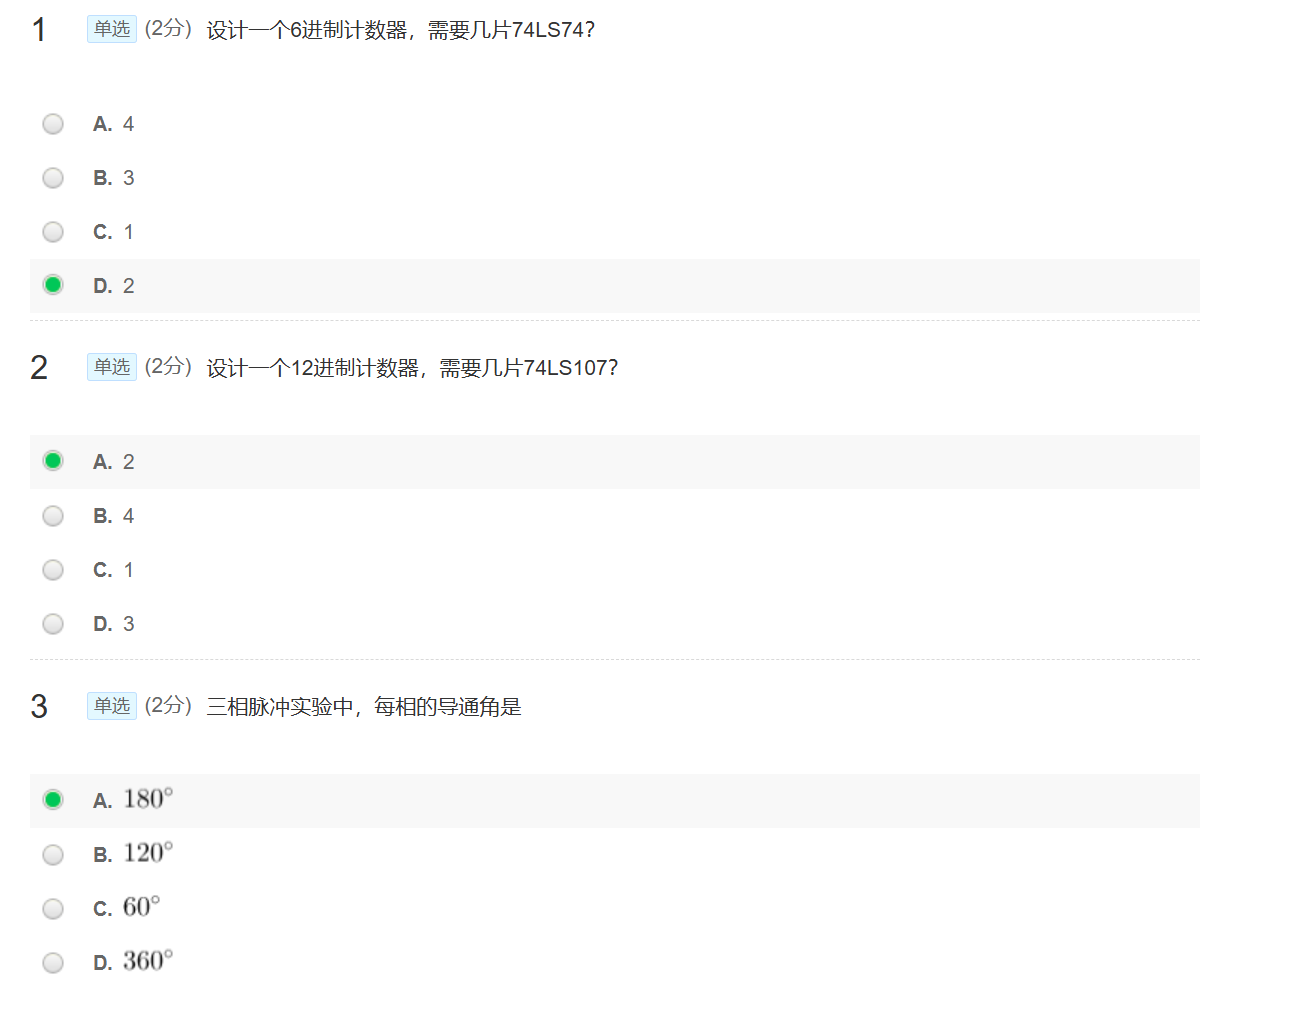 1 单选 (2分) 设计一个6进制计数器，需要几片74LS74？
A. 4
B. 3
C. 1
D. 2
2 单选 (2分) 设计一个12进制计数器，需要几片74LS107？
A. 2
B. 4
C. 1
D. 3
3 单选 (2分) 三相脉冲实验中，每相的导通角是
A. 180°
B. 120°
C. 60°
D. 360°